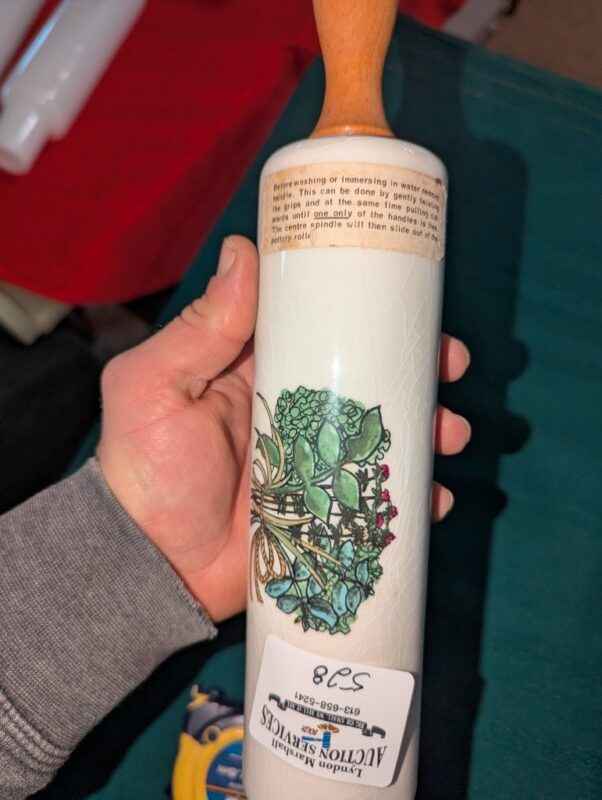 Before washing or immersing in water remove
handle. This can be done by gently twisting
the grips and at the same time pulling out-
wards until one only of the handles is free.
The centre spindle will then slide out of the
pottery roller
Lyndon Marshall
AUCTION SERVICES
613-658-5241
528